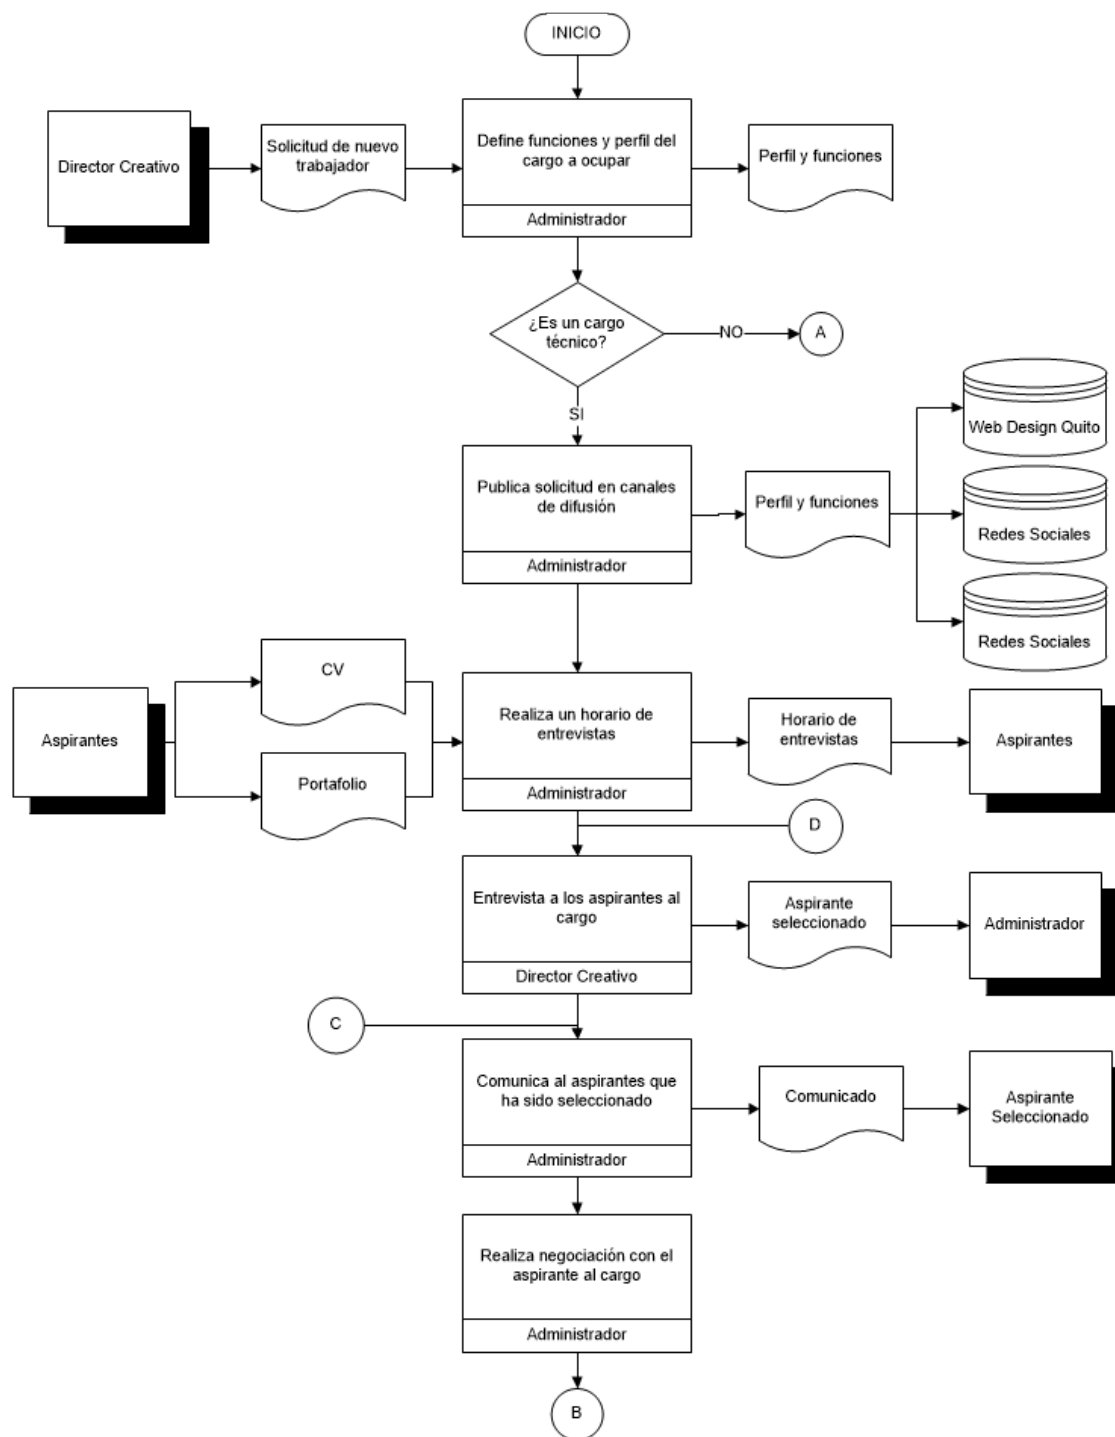 INICIO
Director Creativo
Solicitud de nuevo
trabajador
Define funciones y perfil del
cargo a ocupar
Administrador
Perfil y funciones
¿Es un cargo
técnico?
NO
A
SI
Publica solicitud en canales
de difusión
Administrador
Perfil y funciones
Web Design Quito
Redes Sociales
Redes Sociales
Aspirantes
CV
Portafolio
Realiza un horario de
entrevistas
Administrador
Horario de
entrevistas
Aspirantes
D
Entrevista a los aspirantes al
cargo
Director Creativo
Aspirante
seleccionado
Administrador
C
Comunica al aspirantes que
ha sido seleccionado
Administrador
Comunicado
Aspirante
Seleccionado
Realiza negociación con el
aspirante al cargo
Administrador
B